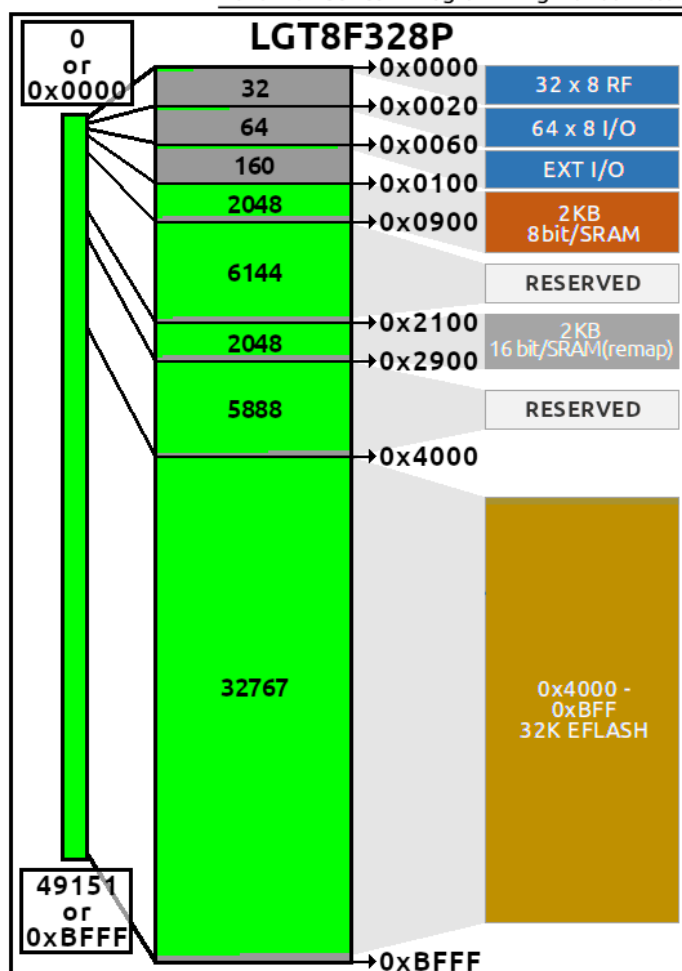 LGT8F328P
0
or
0x0000
0x0000
32
32 x 8 RF
0x0020
64
64 x 8 I/O
0x0060
160
EXT I/O
0x0100
2048
2KB
8bit/SRAM
0x0900
6144
RESERVED
0x2100
2048
2KB
16 bit/SRAM(remap)
0x2900
5888
RESERVED
0x4000
32767
0x4000 -
0xBFF
32K EFLASH
49151
or
0xBFFF
0xBFFF